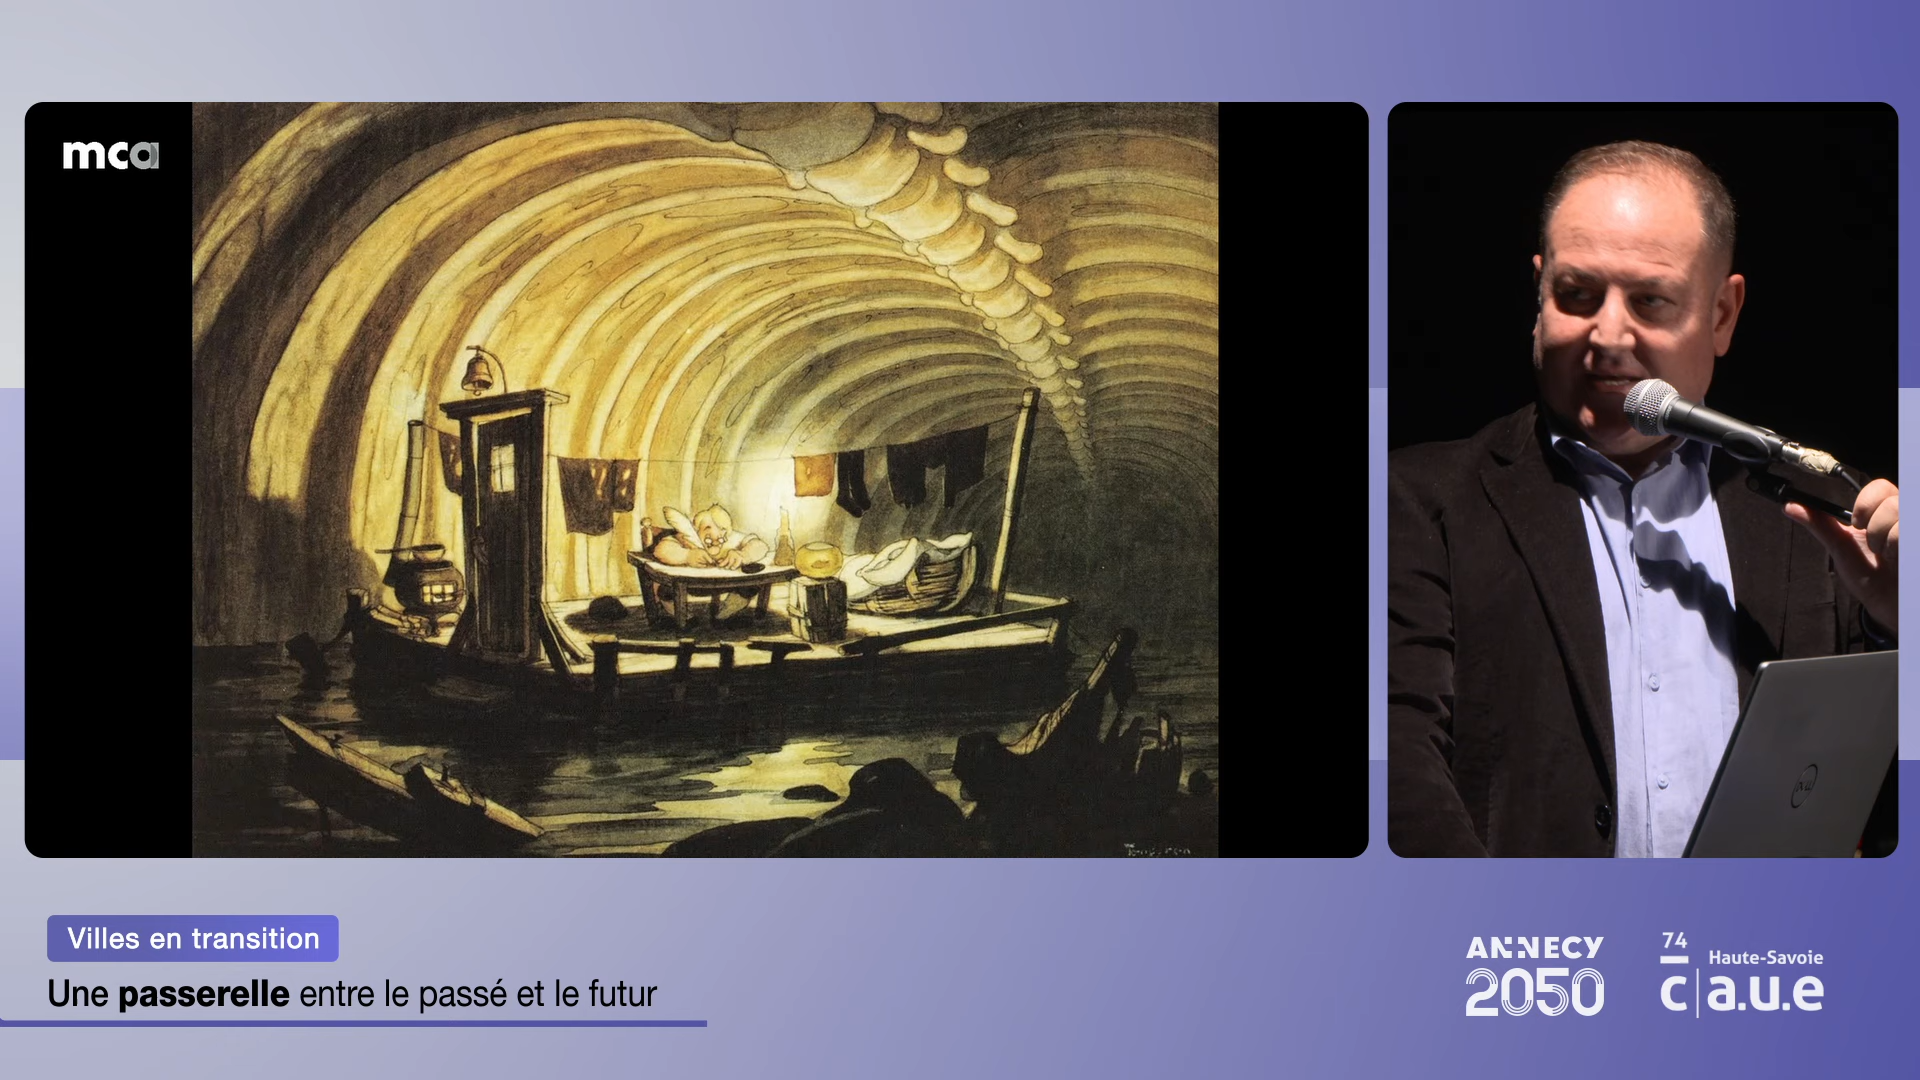 mca
Villes en transition
Une passerelle entre le passé et le futur
ANNECY
2050
74
Haute-Savoie
c|a.u.e